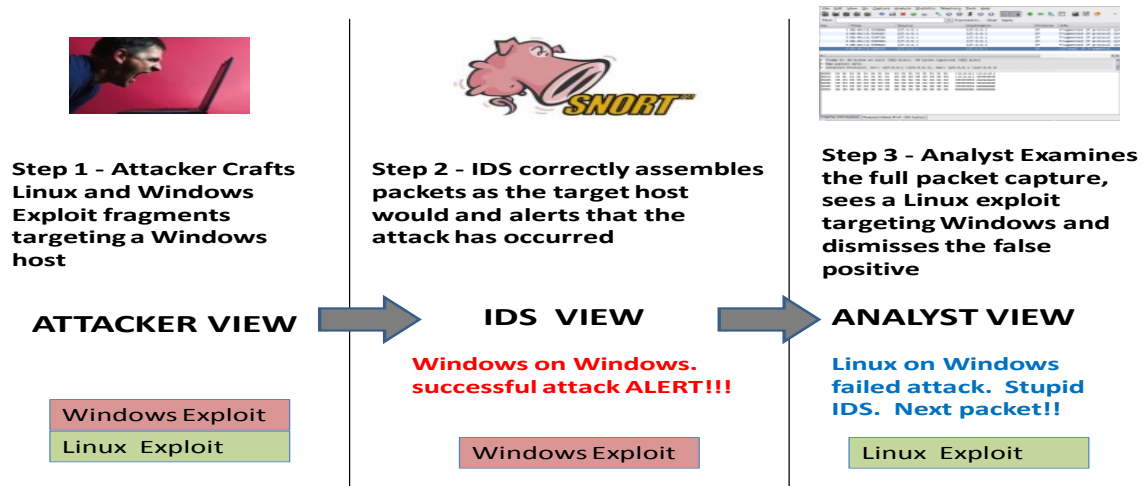 SNORT
Step 1 - Attacker Crafts
Linux and Windows
Exploit fragments
targeting a Windows
host
Step 2 - IDS correctly assembles
packets as the target host
would and alerts that the
attack has occurred
Step 3 - Analyst Examines
the full packet capture,
sees a Linux exploit
targeting Windows and
dismisses the false
positive
ATTACKER VIEW
IDS VIEW
ANALYST VIEW
Windows on Windows.
successful attack ALERT!!!
Linux on Windows
failed attack. Stupid
IDS. Next packet!!
Windows Exploit
Linux Exploit
Windows Exploit
Linux Exploit